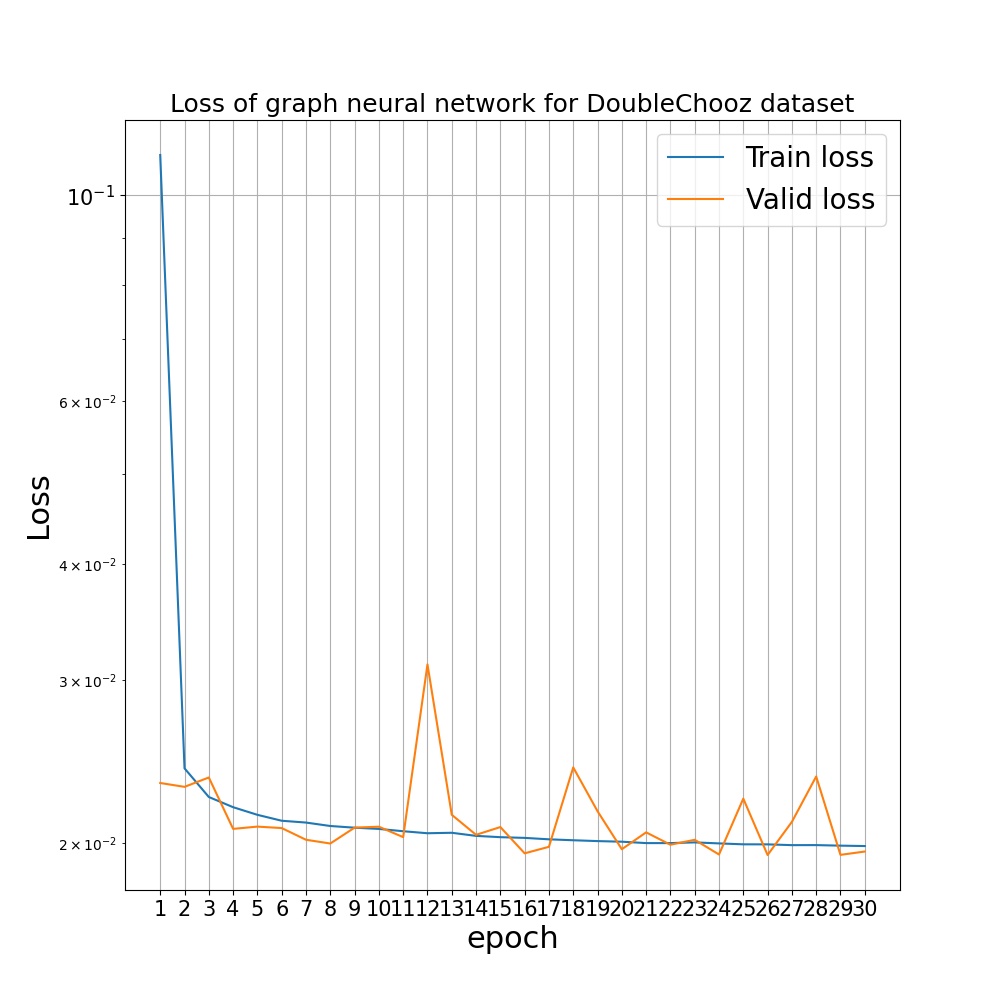 Loss of graph neural network for DoubleChooz dataset
Train loss
Valid loss
10⁻¹
6 × 10⁻²
4 × 10⁻²
3 × 10⁻²
2 × 10⁻²
Loss
1 2 3 4 5 6 7 8 9 10 11 12 13 14 15 16 17 18 19 20 21 22 23 24 25 26 27 28 29 30
epoch